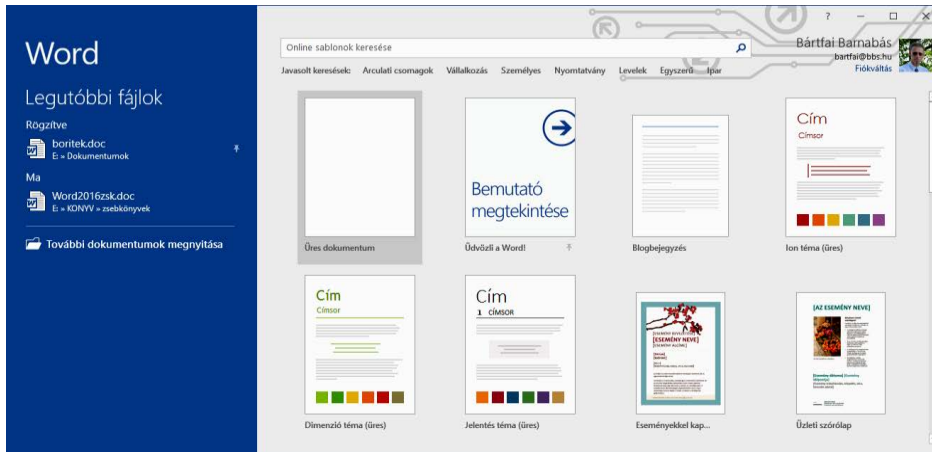 Word
Legutóbbi fájlok
Rögzítve
boritek.doc
E: » Dokumentumok
Ma
Word2016zsk.doc
E: » KONYV » zsebkönyvek
További dokumentumok megnyitása
?
Online sablonok keresése
Bártfai Barnabás
bartfai@bbs.hu
Fiókváltás
Javasolt keresések: Arculati csomagok Vállalkozás Személyes Nyomtatvány Levelek Egyszerű Ipar
Bemutató
megtekintése
Cím
Címsor
Üres dokumentum
Üdvözli a Word!
Blogbejegyzés
Ion téma (üres)
Cím
Címsor
Cím
1 CÍMSOR
[ESEMÉNY NEVE]
[AZ ESEMÉNY NEVE]
Dimenzió téma (üres)
Jelentés téma (üres)
Eseményekkel kap...
Üzleti szórólap